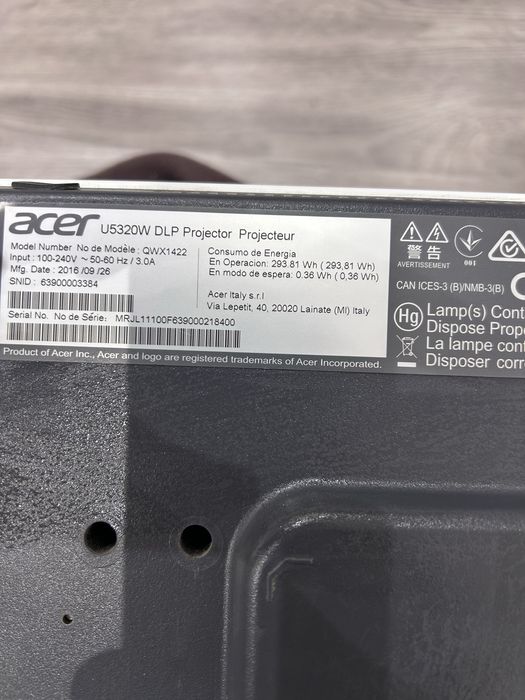 acer U5320W DLP Projector Projecteur
Model Number No de Modèle : QWX1422
Input : 100-240V ~ 50-60 Hz / 3.0A
Mfg. Date : 2016 /09 /26
SNID : 63900003384
Serial No. No de Série: MRJL11100F639000218400
Consumo de Energia
En Operacion: 293.81 Wh ( 293,81 Wh)
En modo de espera: 0.36 Wh ( 0,36 Wh)
Acer Italy s.r.l
Via Lepetit, 40, 20020 Lainate (MI) Italy
Product of Acer Inc., Acer and logo are registered trademarks of Acer Incorporated.
警告
AVERTISSEMENT
001
CAN ICES-3 (B)/NMB-3(B)
Hg
Lamp(s) Cont
Dispose Prope
La lampe cont
Disposer corre